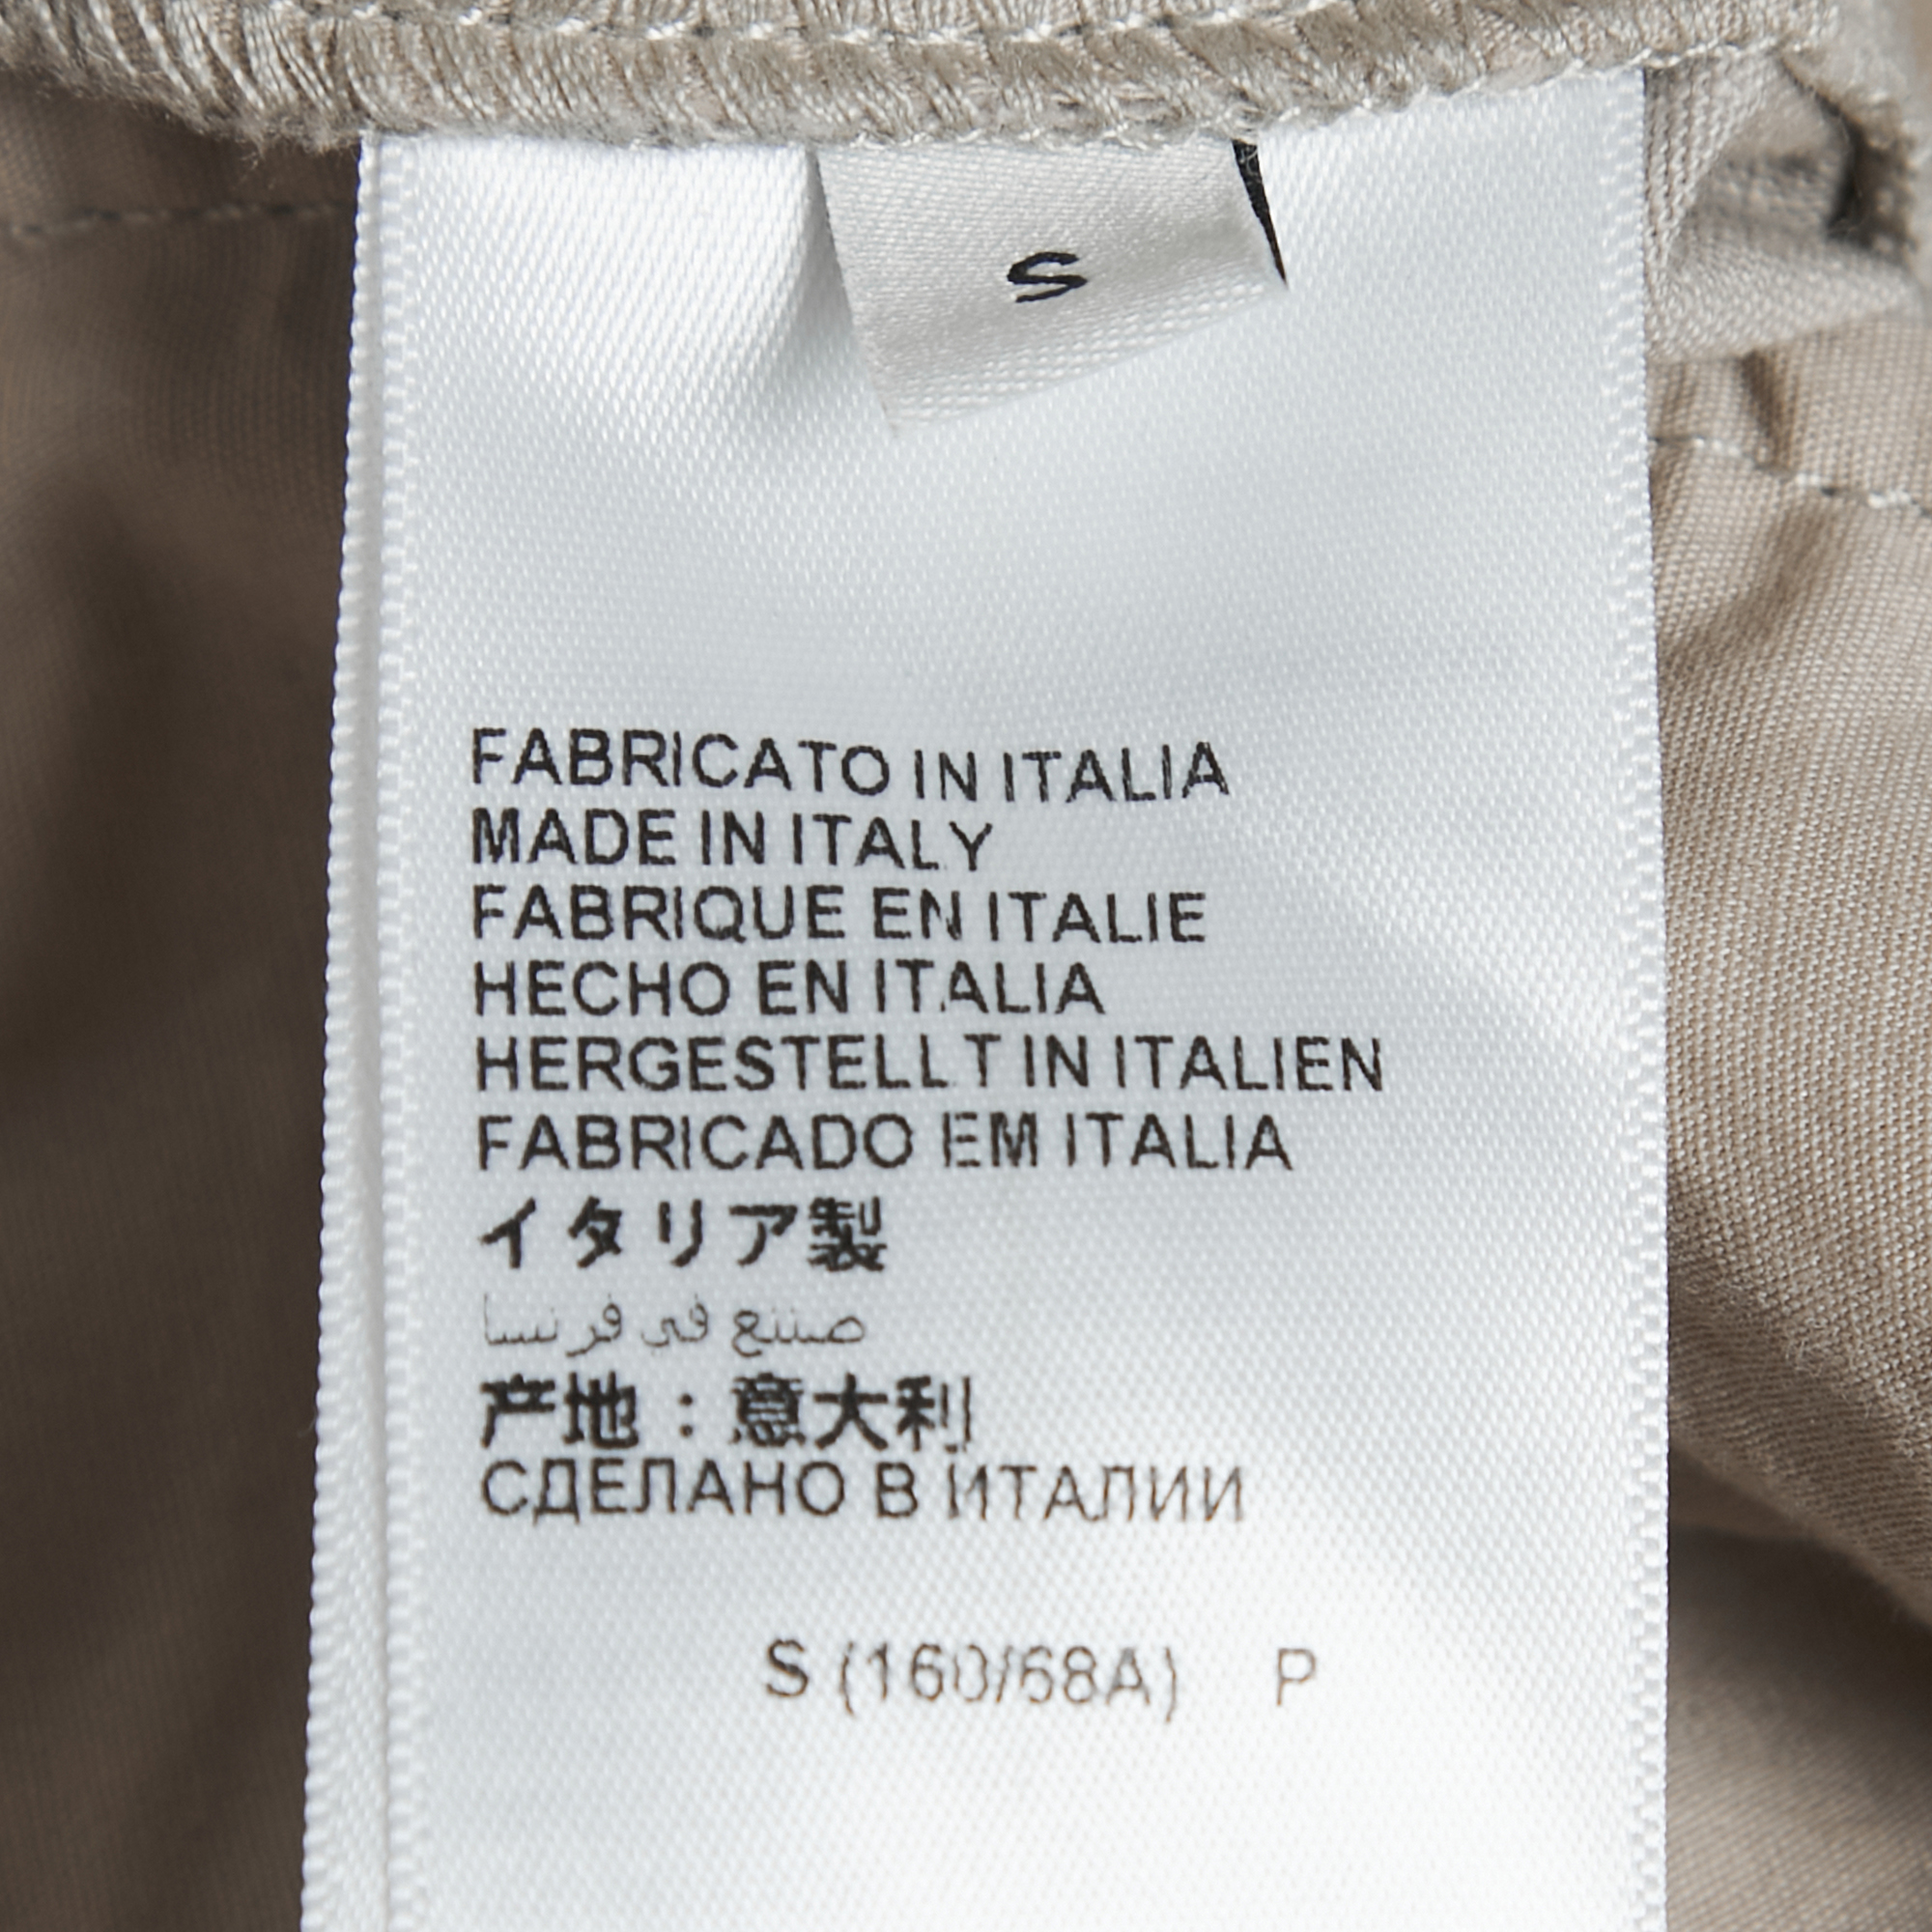 S
FABRICATO IN ITALIA
MADE IN ITALY
FABRIQUE EN ITALIE
HECHO EN ITALIA
HERGESTELLT IN ITALIEN
FABRICADO EM ITALIA
イタリア製
صنع في فرنسا
产地：意大利
СДЕЛАНО В ИТАЛИИ
S (160/68A) P